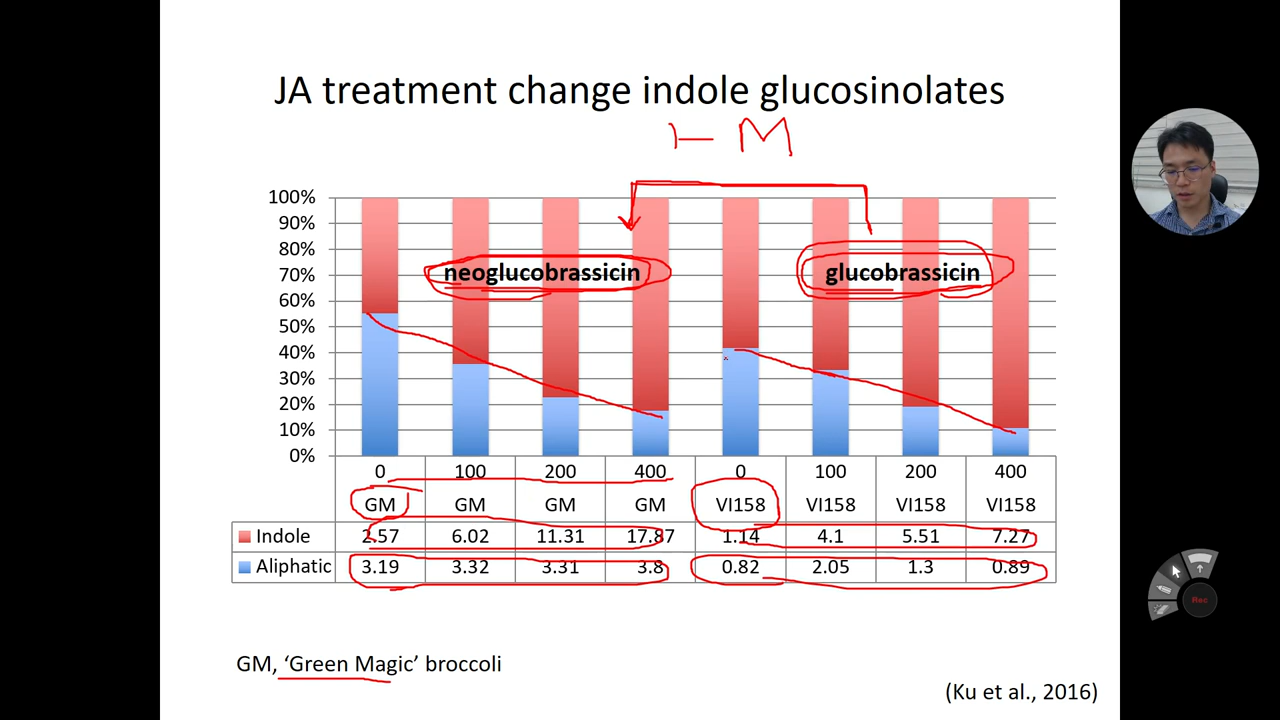 JA treatment change indole glucosinolates
1-M
100%
90%
80%
70%
60%
50%
40%
30%
20%
10%
0%
neoglucobrassicin
glucobrassicin
0 100 200 400 0 100 200 400
GM GM GM GM VI158 VI158 VI158 VI158
Indole 2.57 6.02 11.31 17.87 1.14 4.1 5.51 7.27
Aliphatic 3.19 3.32 3.31 3.8 0.82 2.05 1.3 0.89
GM, 'Green Magic' broccoli
(Ku et al., 2016)
Rec